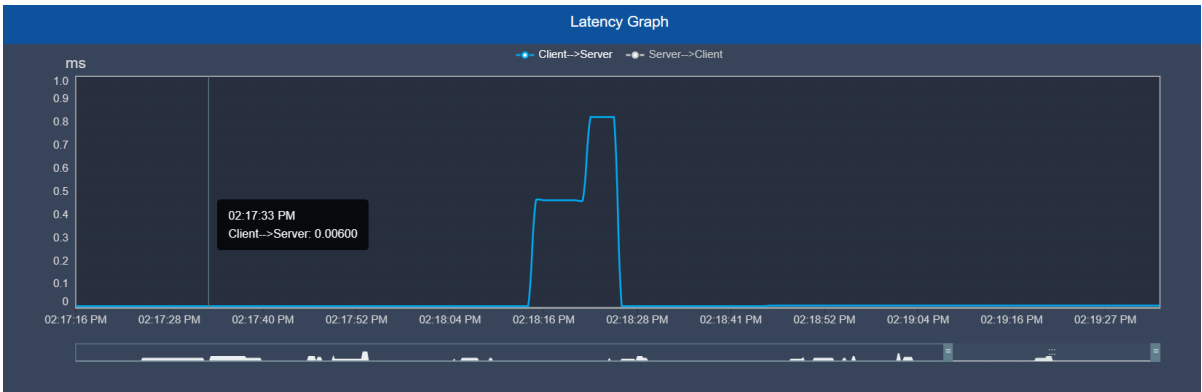 Latency Graph
Client-->Server Server-->Client
ms
1.0
0.9
0.8
0.7
0.6
0.5
0.4
0.3
0.2
0.1
0
02:17:33 PM
Client-->Server: 0.00600
02:17:16 PM 02:17:28 PM 02:17:40 PM 02:17:52 PM 02:18:04 PM 02:18:16 PM 02:18:28 PM 02:18:41 PM 02:18:52 PM 02:19:04 PM 02:19:16 PM 02:19:27 PM